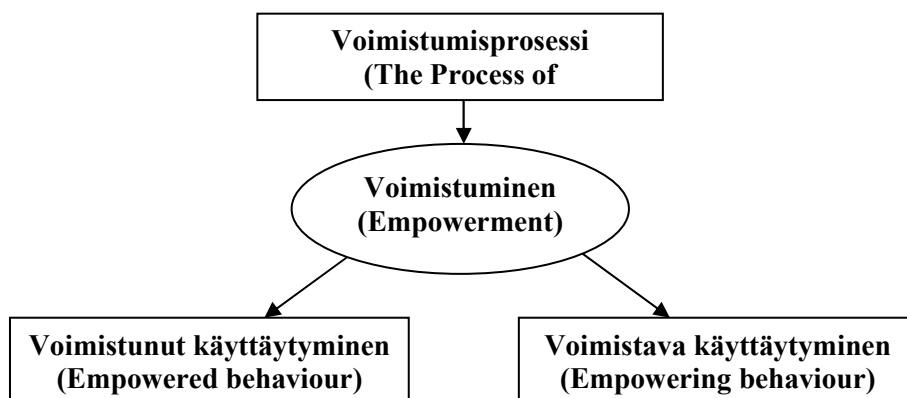 Voimistumisprosessi
(The Process of
Voimistuminen
(Empowerment)
Voimistunut käyttäytyminen
(Empowered behaviour)
Voimistava käyttäytyminen
(Empowering behaviour)